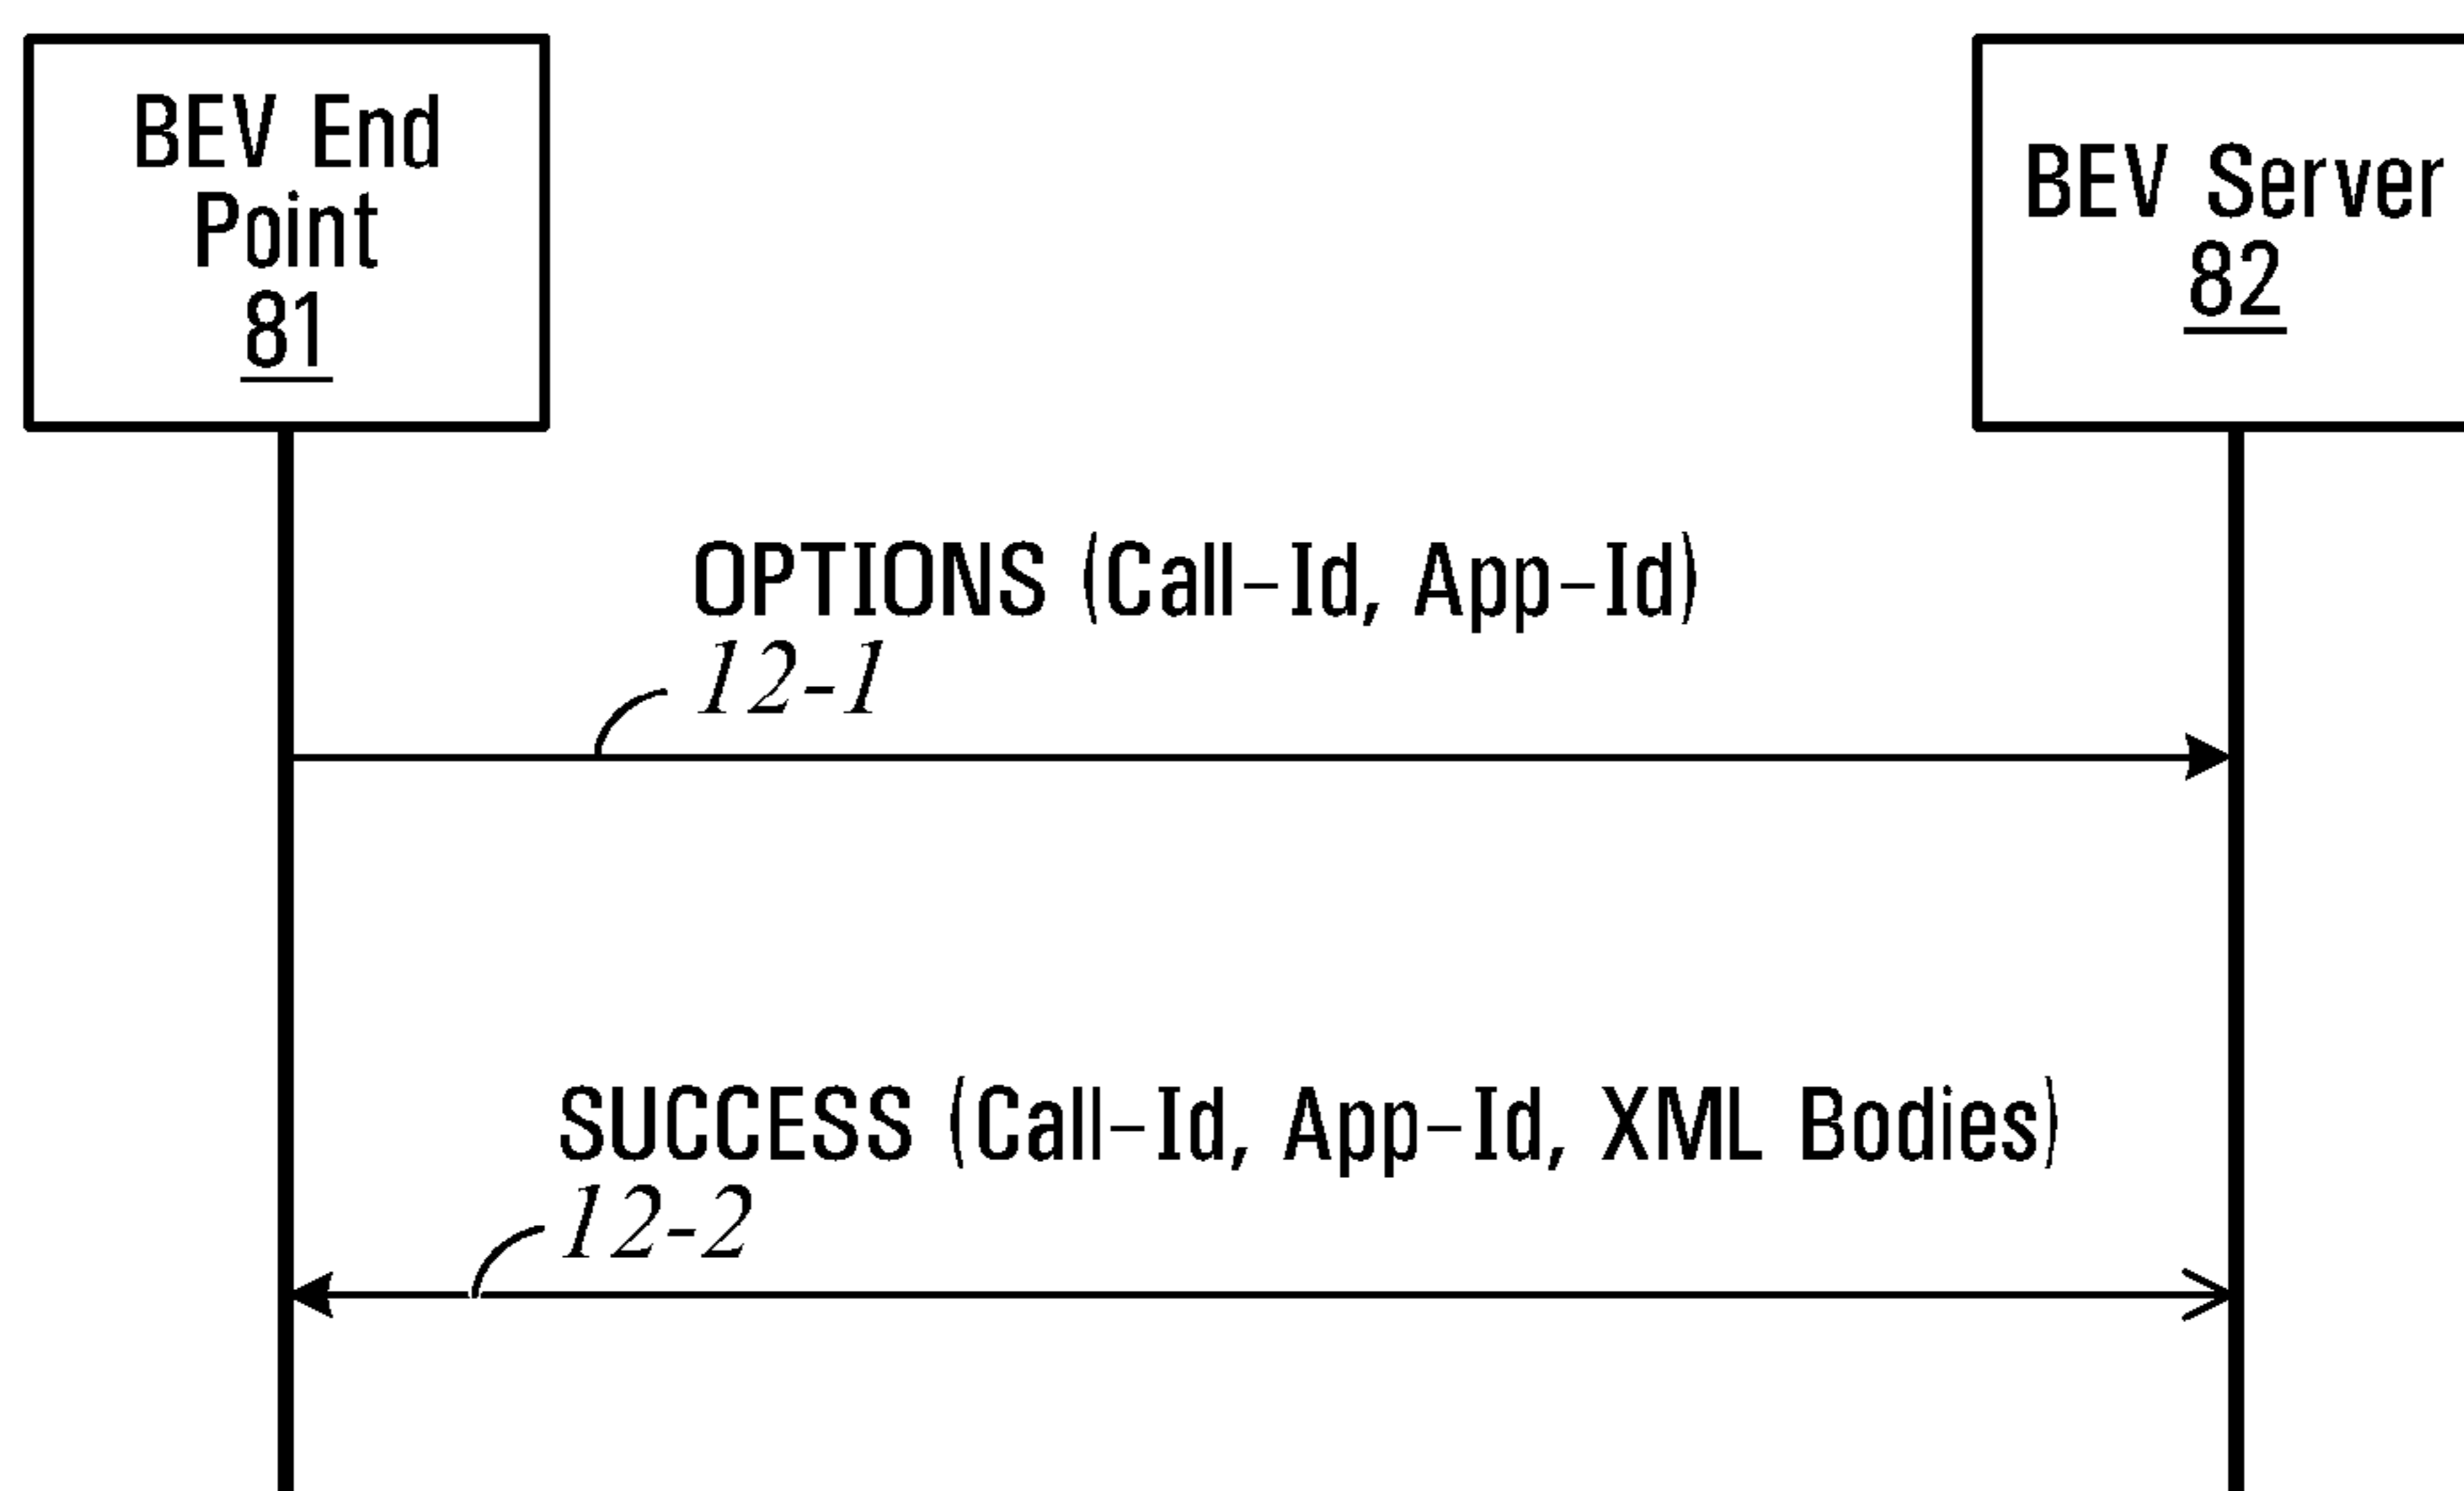 BEV End
Point
81
BEV Server
82
OPTIONS (Call-Id, App-Id)
12-1
SUCCESS (Call-Id, App-Id, XML Bodies)
12-2